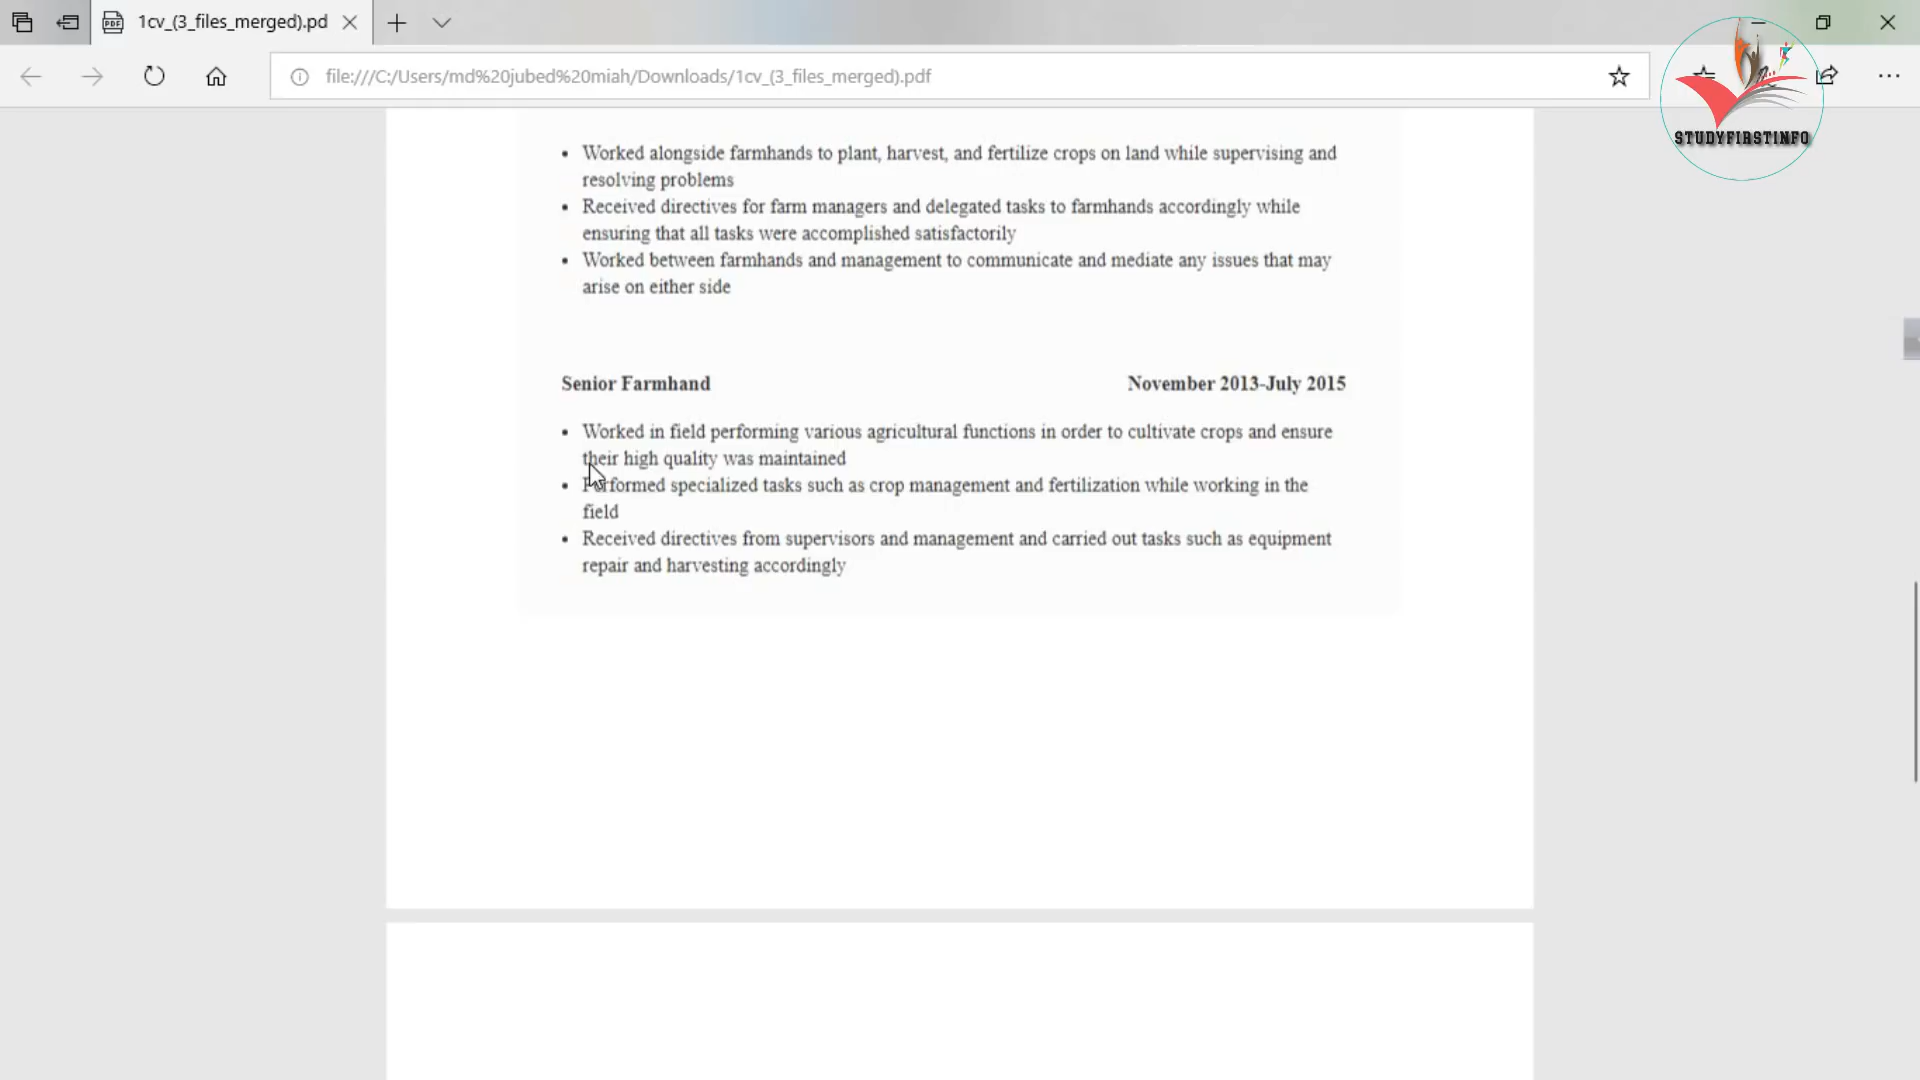 1cv_(3_files_merged).pd
file:///C:/Users/md%20jubed%20miah/Downloads/1cv_(3_files_merged).pdf
STUDYFIRSTINFO
• Worked alongside farmhands to plant, harvest, and fertilize crops on land while supervising and
resolving problems
• Received directives for farm managers and delegated tasks to farmhands accordingly while
ensuring that all tasks were accomplished satisfactorily
• Worked between farmhands and management to communicate and mediate any issues that may
arise on either side
Senior Farmhand November 2013-July 2015
• Worked in field performing various agricultural functions in order to cultivate crops and ensure
their high quality was maintained
• Performed specialized tasks such as crop management and fertilization while working in the
field
• Received directives from supervisors and management and carried out tasks such as equipment
repair and harvesting accordingly